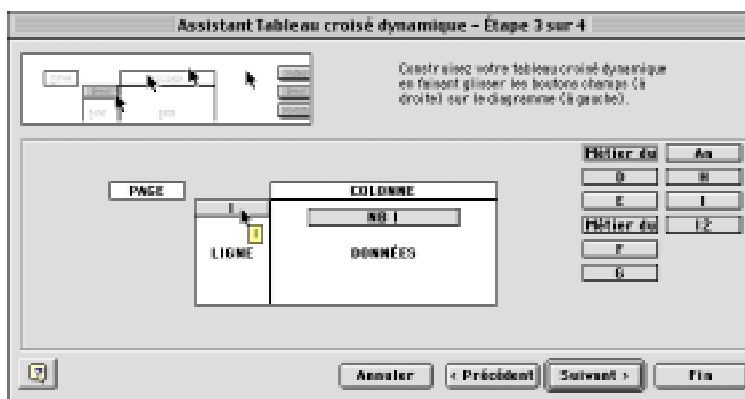 Assistant Tableau croisé dynamique – Étape 3 sur 4
Construisez votre tableau croisé dynamique
en faisant glisser les boutons champs (à
droite) sur le diagramme (à gauche).
PAGE
COLONNE
I
NB I
I
LIGNE
DONNÉES
Métier du
An
D
H
E
I
Métier du
I2
F
G
?
Annuler
< Précédent
Suivant >
Fin